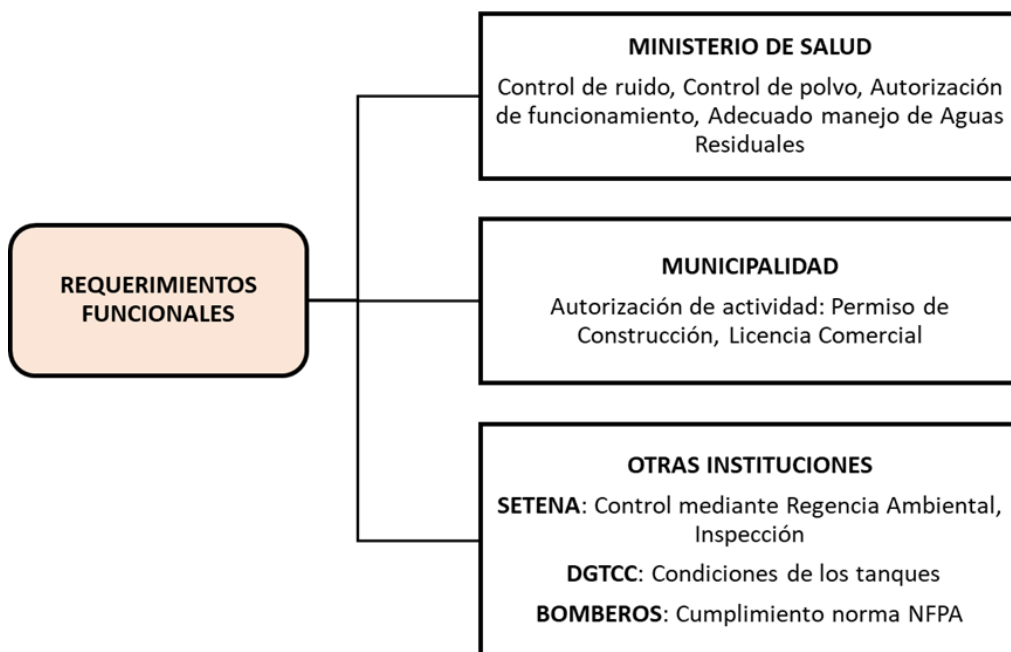 MINISTERIO DE SALUD
Control de ruido, Control de polvo, Autorización
de funcionamiento, Adecuado manejo de Aguas
Residuales
REQUERIMIENTOS
FUNCIONALES
MUNICIPALIDAD
Autorización de actividad: Permiso de
Construcción, Licencia Comercial
OTRAS INSTITUCIONES
SETENA: Control mediante Regencia Ambiental,
Inspección
DGTCC: Condiciones de los tanques
BOMBEROS: Cumplimiento norma NFPA